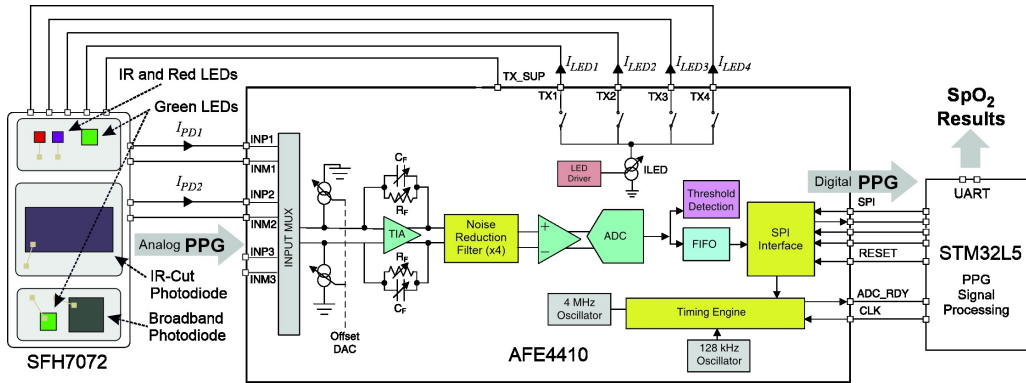 I_LED1
I_LED2
I_LED3
I_LED4
TX_SUP
TX1
TX2
TX3
TX4
IR and Red LEDs
Green LEDs
I_PD1
I_PD2
INP1
INM1
INP2
INM2
INP3
INM3
INPUT MUX
Analog PPG
IR-Cut
Photodiode
Broadband
Photodiode
SFH7072
C_F
R_F
TIA
R_F
C_F
Offset
DAC
Noise
Reduction
Filter (x4)
+
−
ADC
LED
Driver
ILED
Threshold
Detection
FIFO
SPI
Interface
4 MHz
Oscillator
Timing Engine
128 kHz
Oscillator
AFE4410
Digital PPG
SPI
RESET
ADC_RDY
CLK
SpO₂
Results
UART
STM32L5
PPG
Signal
Processing